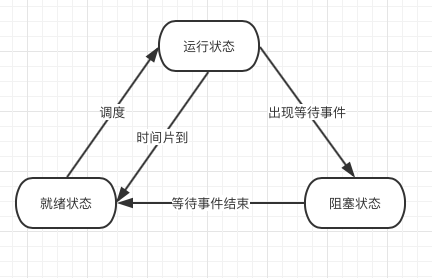 运行状态
调度
出现等待事件
时间片到
就绪状态
等待事件结束
阻塞状态